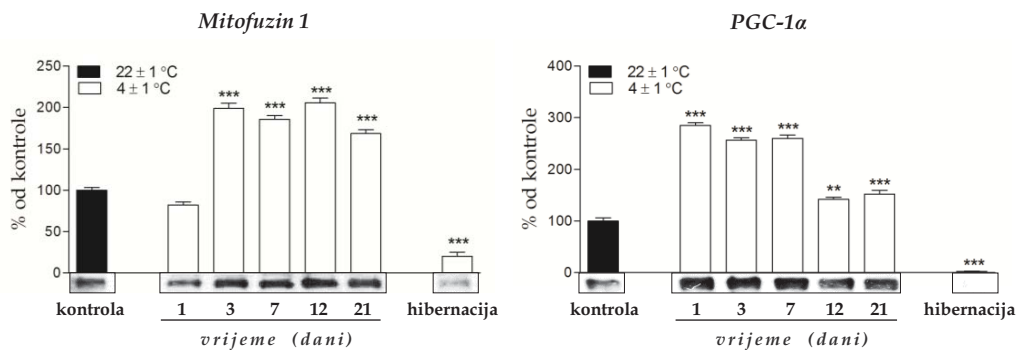 Mitofuzin 1
% od kontrole
250
200
150
100
50
0
22 ± 1 °C
4 ± 1 °C
***
***
***
***
***
kontrola
1 3 7 12 21
hibernacija
vrijeme (dani)
PGC-1α
% od kontrole
400
300
200
100
0
22 ± 1 °C
4 ± 1 °C
***
***
***
**
***
***
kontrola
1 3 7 12 21
hibernacija
vrijeme (dani)